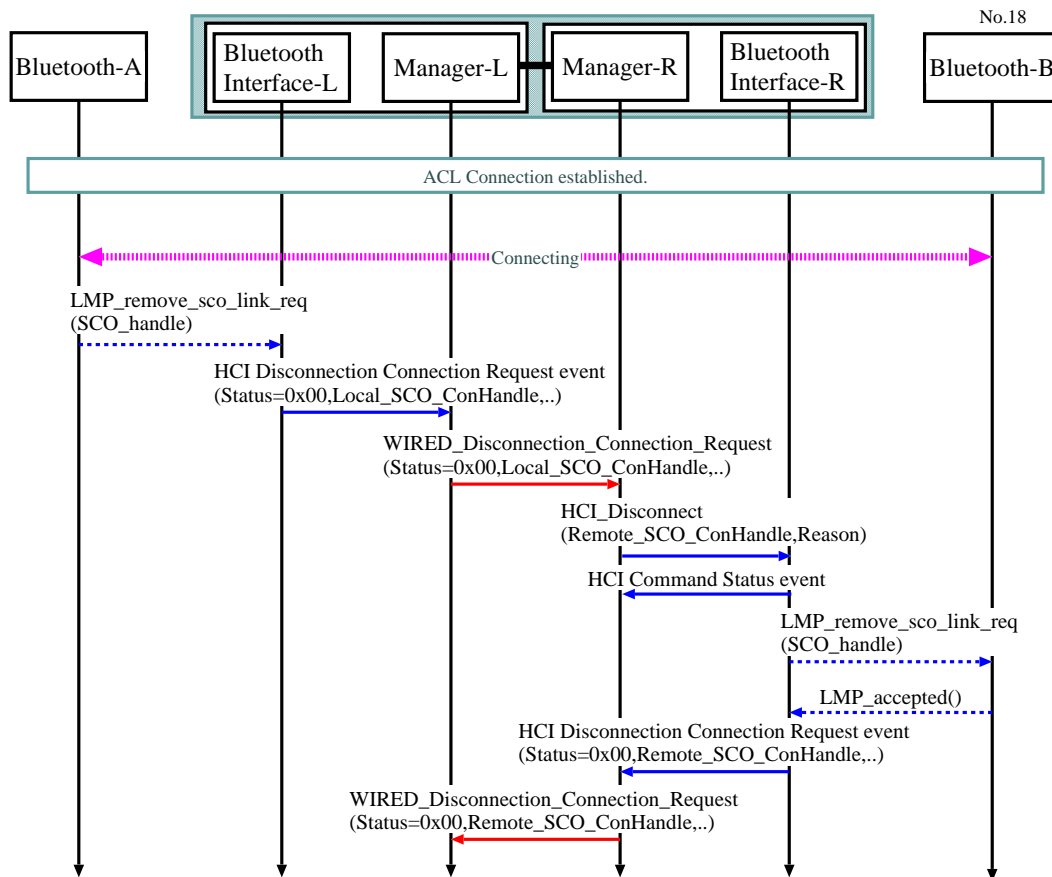 No.18
Bluetooth-A
Bluetooth
Interface-L
Manager-L
Manager-R
Bluetooth
Interface-R
Bluetooth-B
ACL Connection established.
Connecting
LMP_remove_sco_link_req
(SCO_handle)
HCI Disconnection Connection Request event
(Status=0x00,Local_SCO_ConHandle,..)
WIRED_Disconnection_Connection_Request
(Status=0x00,Local_SCO_ConHandle,..)
HCI_Disconnect
(Remote_SCO_ConHandle,Reason)
HCI Command Status event
LMP_remove_sco_link_req
(SCO_handle)
LMP_accepted()
HCI Disconnection Connection Request event
(Status=0x00,Remote_SCO_ConHandle,..)
WIRED_Disconnection_Connection_Request
(Status=0x00,Remote_SCO_ConHandle,..)